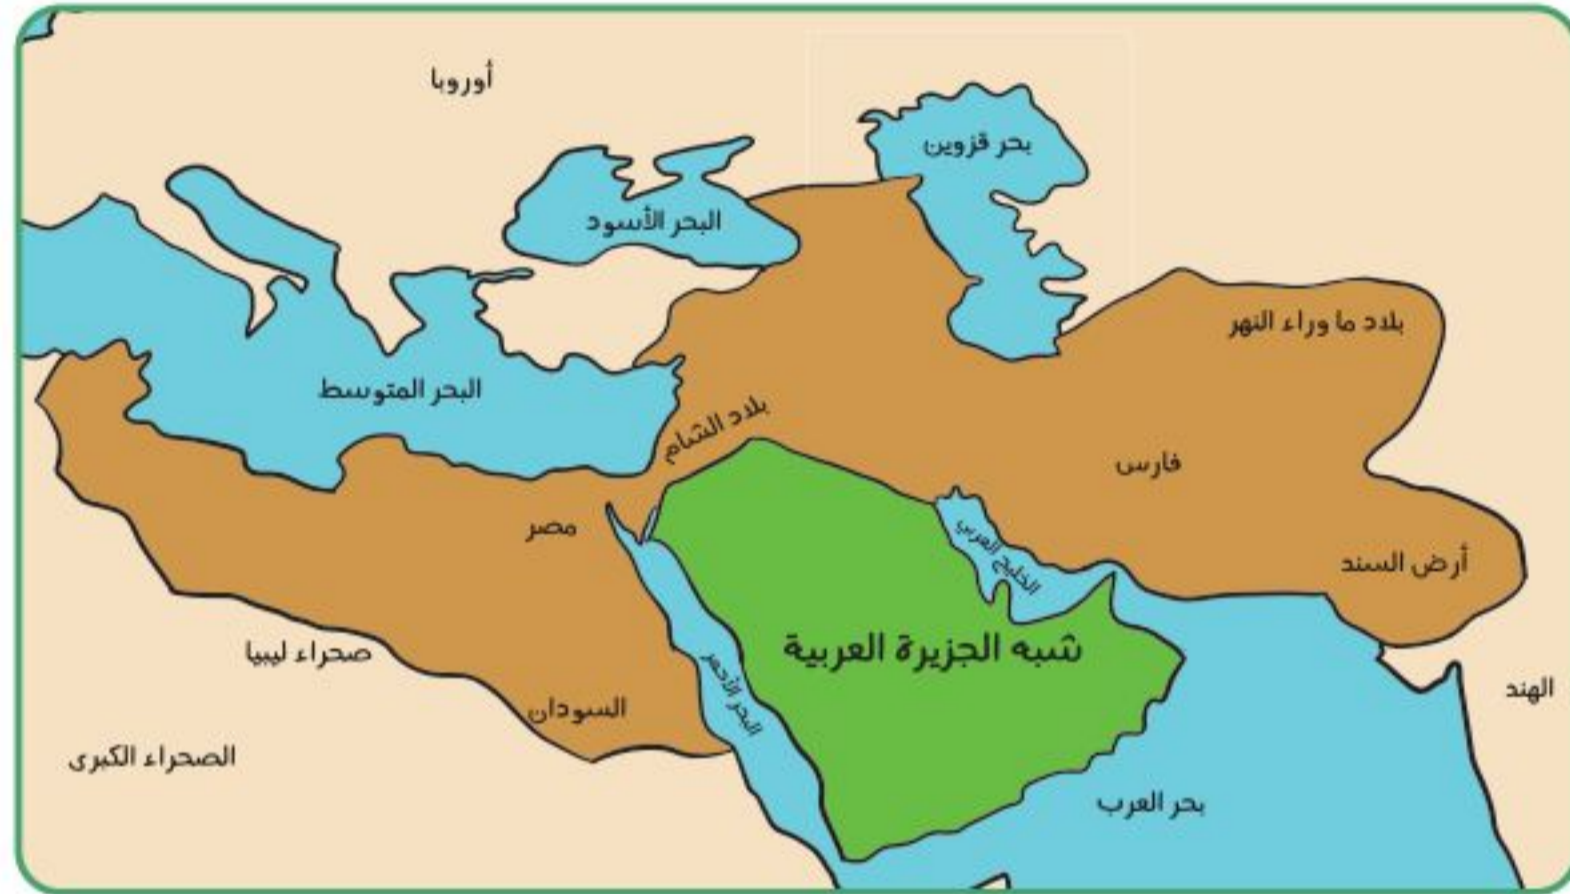 أوروبا
بحر قزوين
البحر الأسود
بلاد ما وراء النهر
البحر المتوسط
بلاد الشام
فارس
مصر
الخليج العربي
أرض السند
شبه الجزيرة العربية
صحراء ليبيا
البحر الأحمر
الهند
السودان
الصحراء الكبرى
بحر العرب